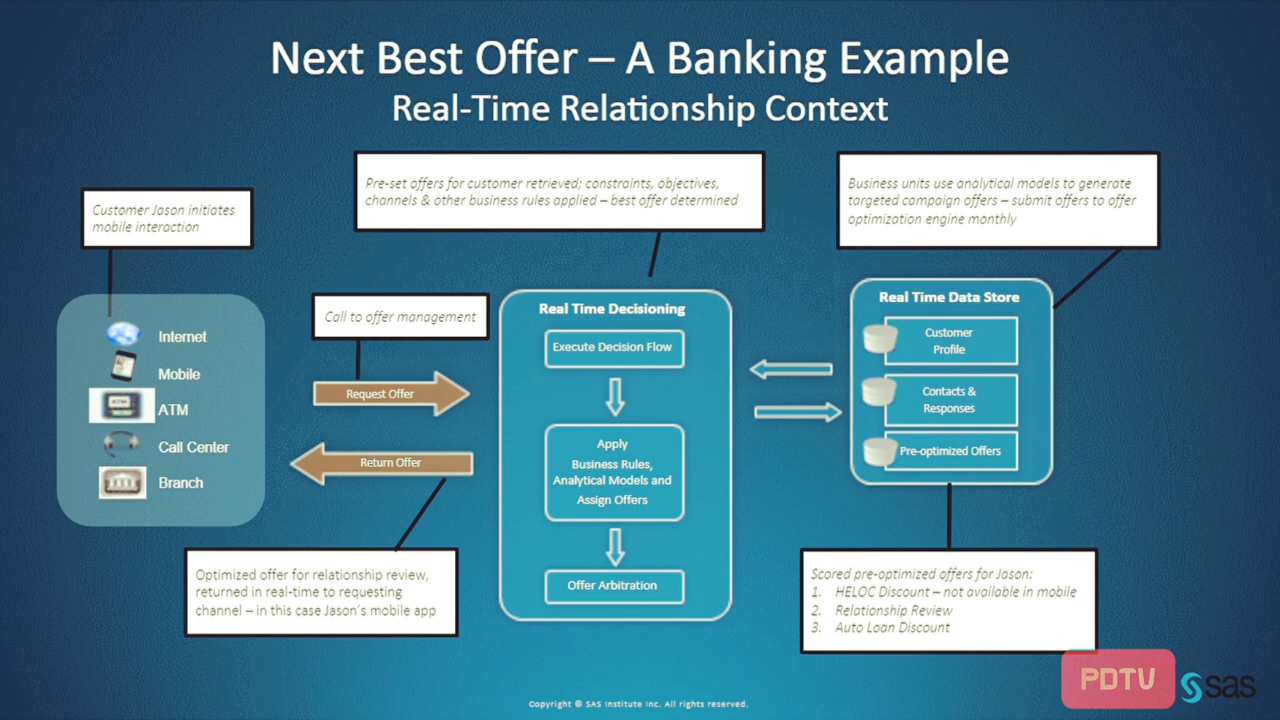 Next Best Offer – A Banking Example
Real-Time Relationship Context
Customer Jason initiates
mobile interaction
Pre-set offers for customer retrieved; constraints, objectives,
channels & other business rules applied – best offer determined
Business units use analytical models to generate
targeted campaign offers – submit offers to offer
optimization engine monthly
Internet
Mobile
ATM
ATM
Call Center
Branch
Call to offer management
Request Offer
Return Offer
Real Time Decisioning
Execute Decision Flow
Apply
Business Rules,
Analytical Models and
Assign Offers
Offer Arbitration
Real Time Data Store
Customer
Profile
Contacts &
Responses
Pre-optimized Offers
Optimized offer for relationship review,
returned in real-time to requesting
channel – in this case Jason's mobile app
Scored pre-optimized offers for Jason:
1. HELOC Discount – not available in mobile
2. Relationship Review
3. Auto Loan Discount
PDTV
sas
Copyright © SAS Institute Inc. All rights reserved.